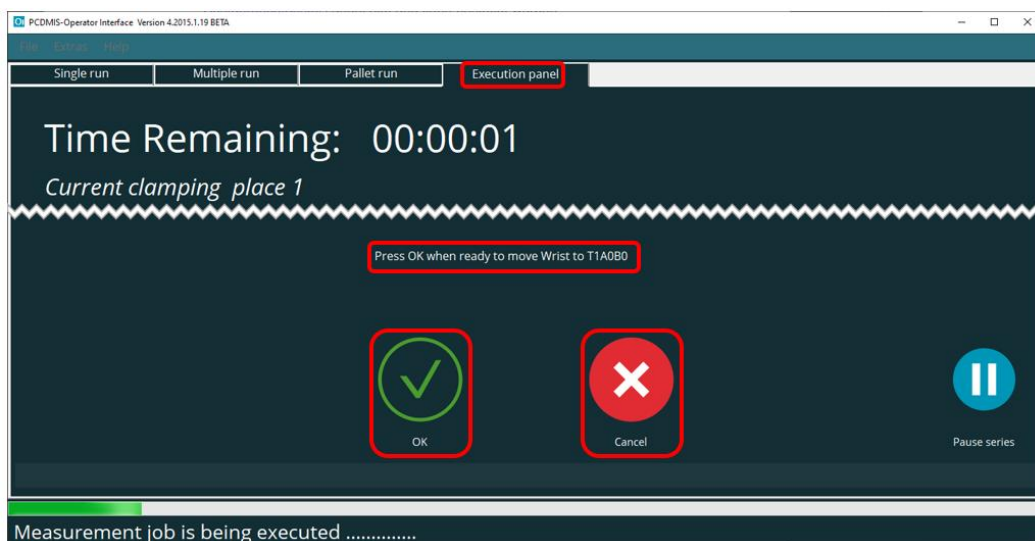 PCDMIS-Operator Interface Version 4.2015.1.19 BETA
File Extras Help
Single run Multiple run Pallet run Execution panel
Time Remaining: 00:00:01
Current clamping place 1
Press OK when ready to move Wrist to T1A0B0
OK Cancel Pause series
Measurement job is being executed ..............